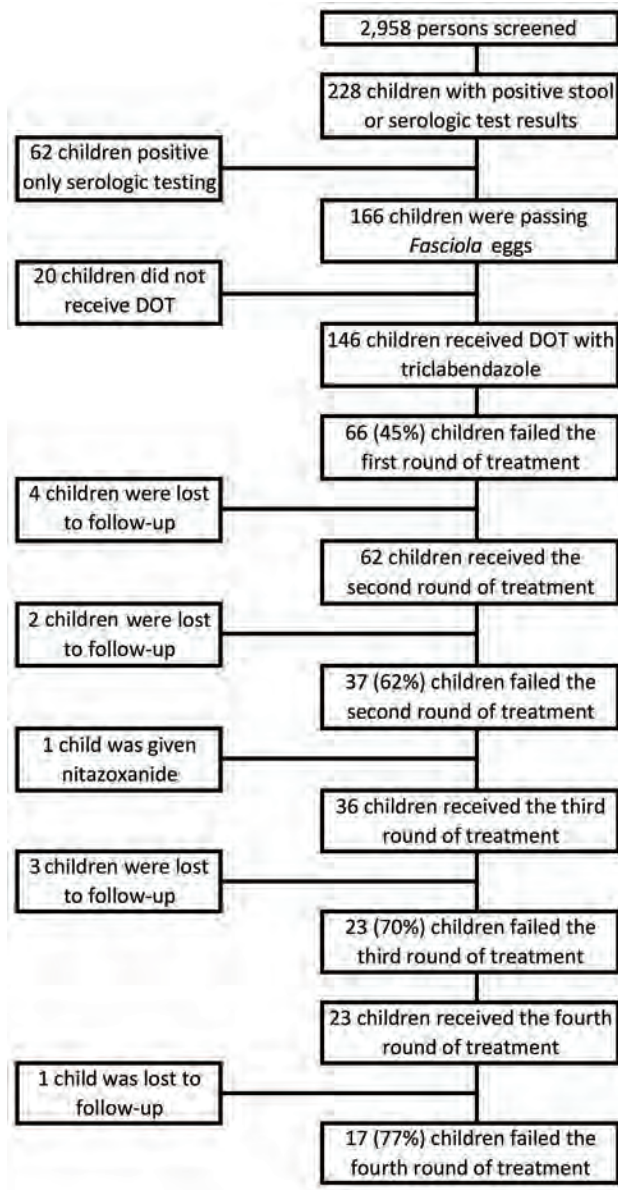 2,958 persons screened
228 children with positive stool
or serologic test results
62 children positive
only serologic testing
166 children were passing
Fasciola eggs
20 children did not
receive DOT
146 children received DOT with
triclabendazole
66 (45%) children failed the
first round of treatment
4 children were lost
to follow-up
62 children received the
second round of treatment
2 children were lost
to follow-up
37 (62%) children failed the
second round of treatment
1 child was given
nitazoxanide
36 children received the third
round of treatment
3 children were lost
to follow-up
23 (70%) children failed the
third round of treatment
23 children received the fourth
round of treatment
1 child was lost to
follow-up
17 (77%) children failed the
fourth round of treatment